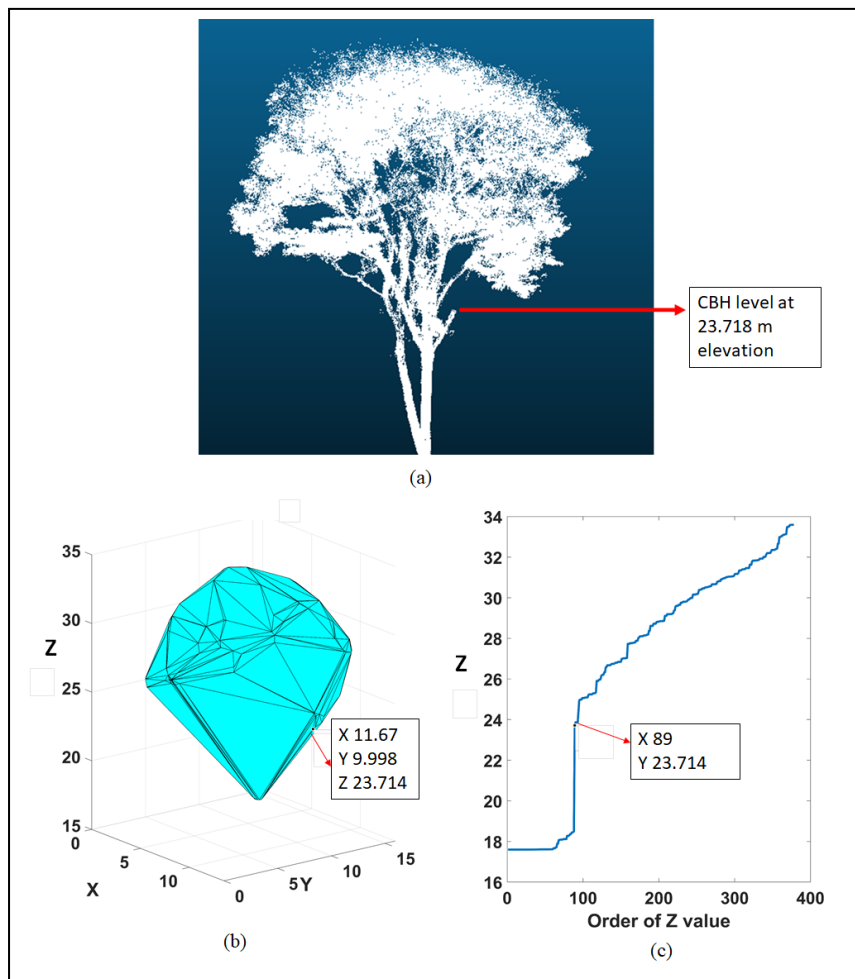 CBH level at
23.718 m
elevation
(a)
35
30
Z
25
20
15
0
5
X
10
0
5
Y
10
15
X 11.67
Y 9.998
Z 23.714
(b)
34
32
30
28
Z
26
24
22
20
18
16
0
100
200
300
400
X 89
Y 23.714
Order of Z value
(c)